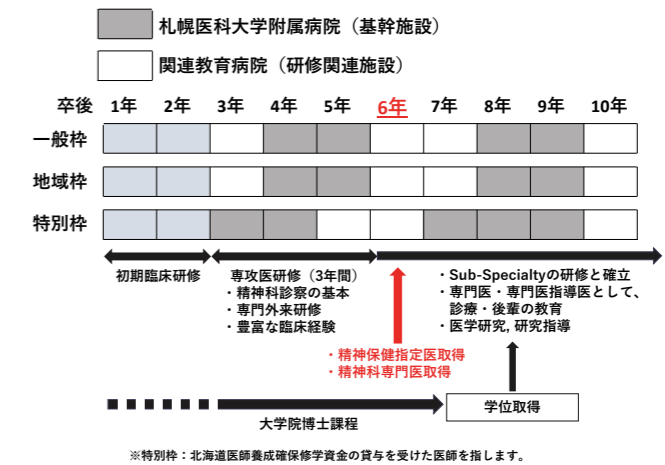 札幌医科大学附属病院（基幹施設）
関連教育病院（研修関連施設）
卒後 1年 2年 3年 4年 5年 6年 7年 8年 9年 10年
一般枠
地域枠
特別枠
初期臨床研修
専攻医研修（3年間）
・精神科診察の基本
・専門外来研修
・豊富な臨床経験
・Sub-Specialtyの研修と確立
・専門医・専門医指導医として、
診療・後輩の教育
・医学研究, 研究指導
・精神保健指定医取得
・精神科専門医取得
大学院博士課程
学位取得
※特別枠：北海道医師養成確保修学資金の貸与を受けた医師を指します。